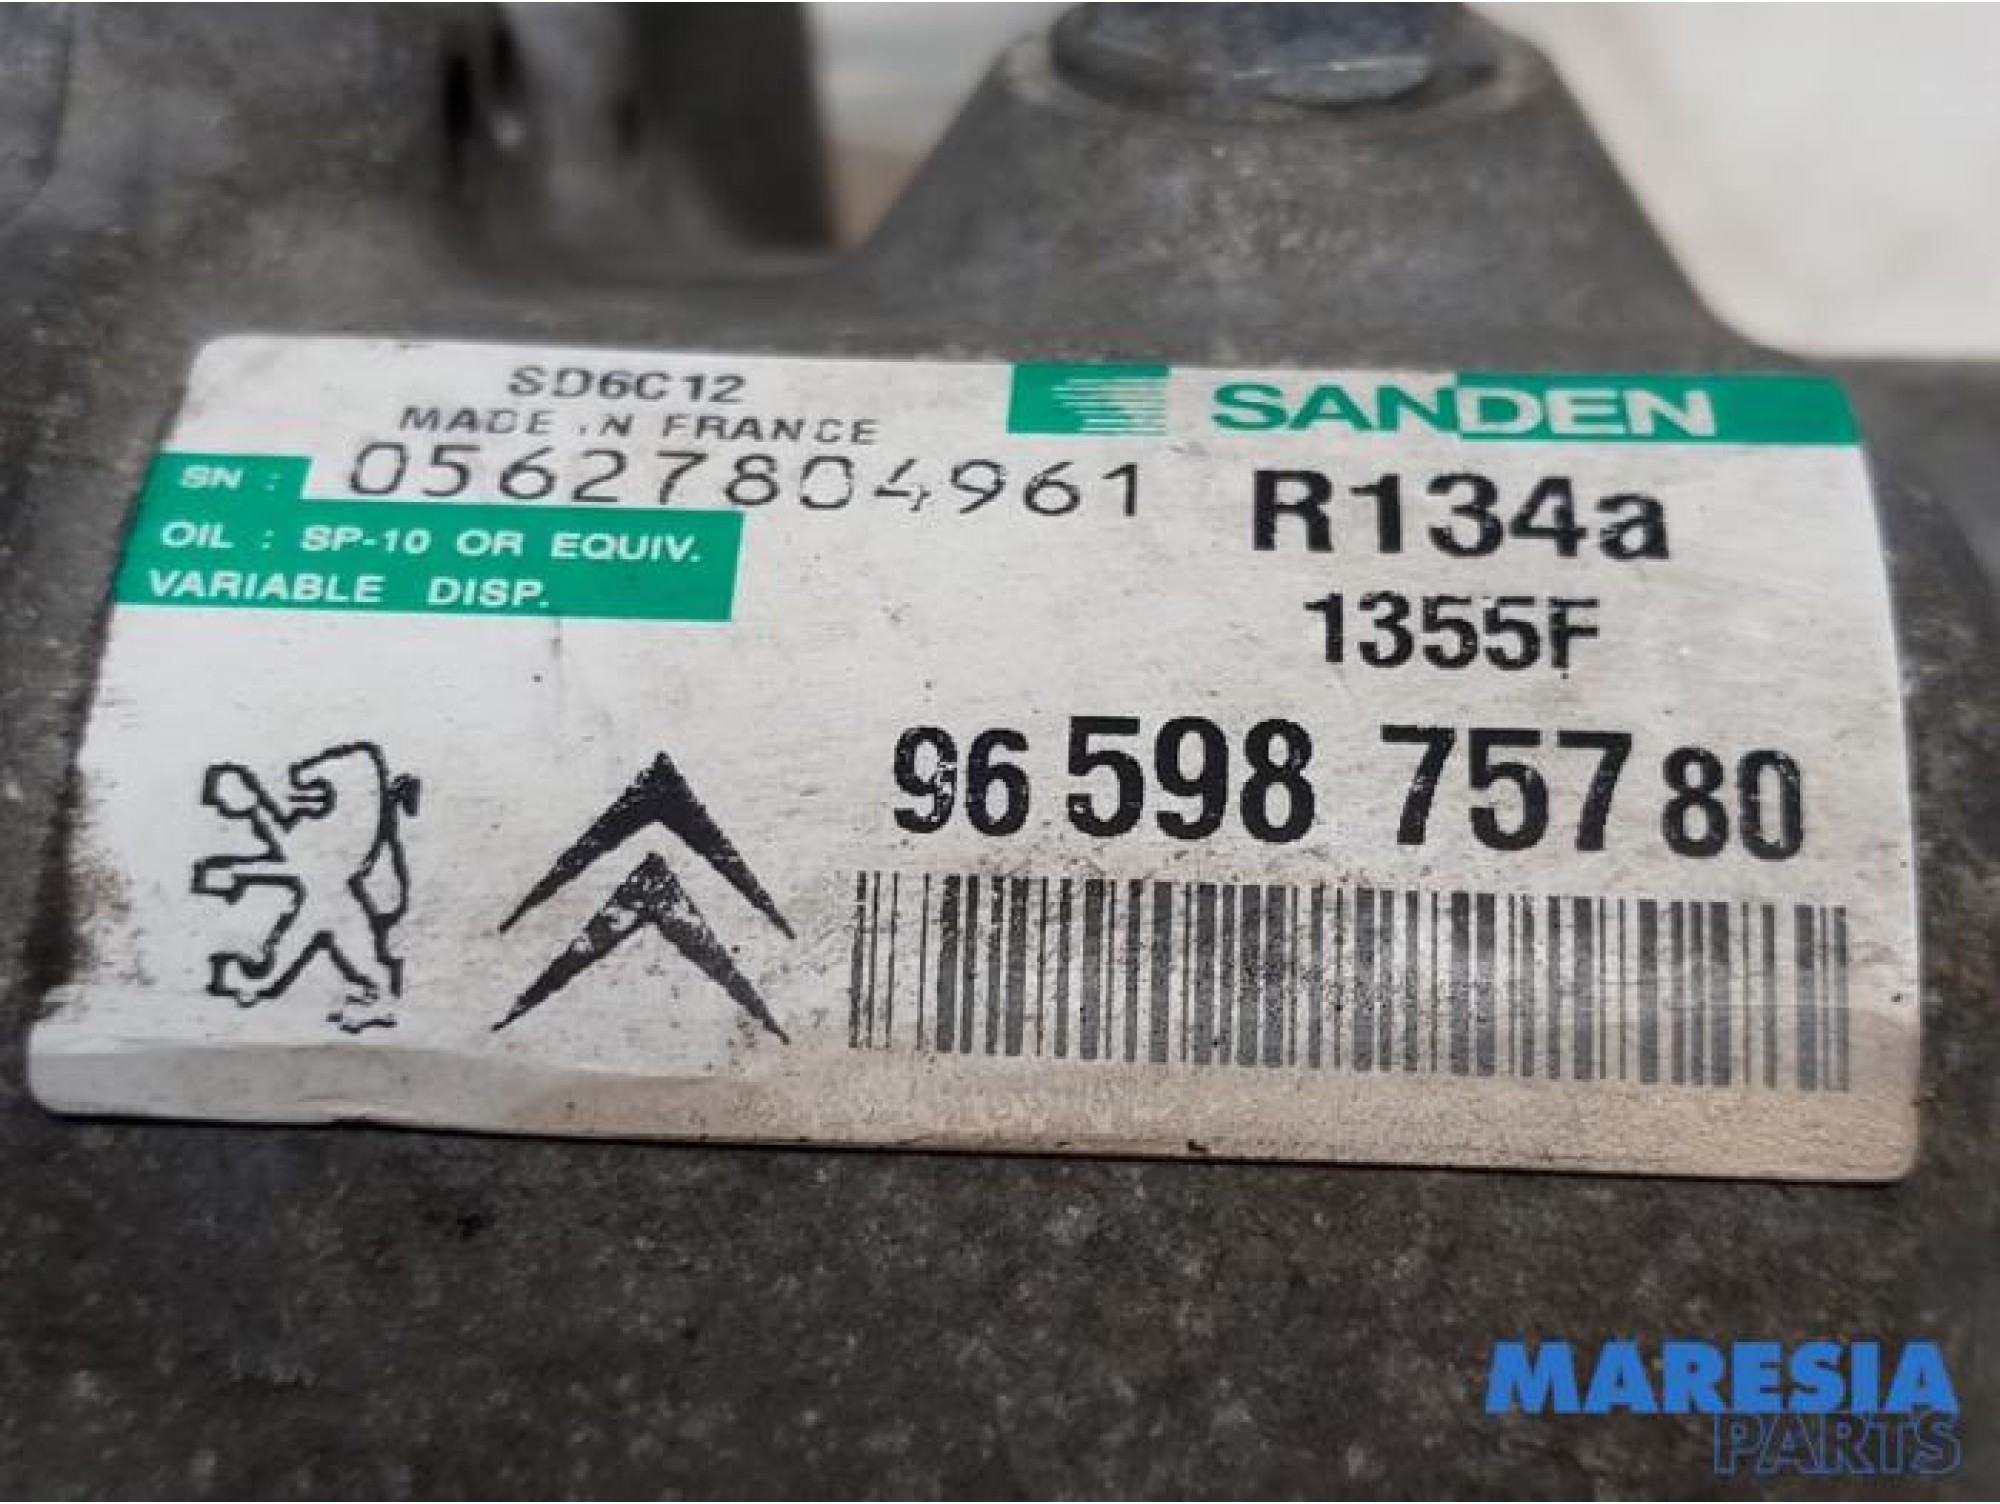 SD6C12
MADE IN FRANCE
SANDEN
SN : 05627804961
R134a
OIL : SP-10 OR EQUIV.
VARIABLE DISP.
1355F
96 598 757 80
MARESIA
PARTS